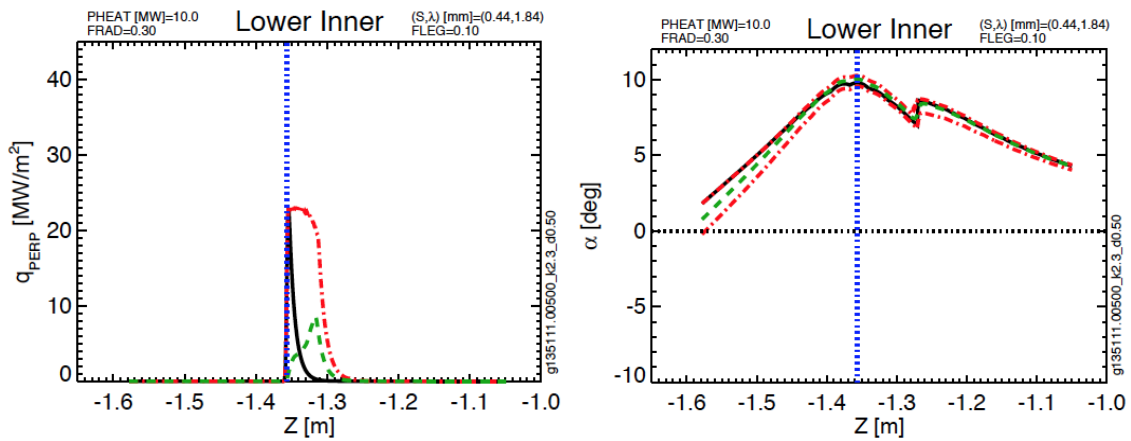 PHEAT [MW]=10.0
FRAD=0.30
Lower Inner
(S,λ) [mm]=(0.44,1.84)
FLEG=0.10
40
30
20
10
0
qPERP [MW/m²]
-1.6 -1.5 -1.4 -1.3 -1.2 -1.1 -1.0
Z [m]
g135111.00500_k2.3_d0.50
PHEAT [MW]=10.0
FRAD=0.30
Lower Inner
(S,λ) [mm]=(0.44,1.84)
FLEG=0.10
10
5
0
-5
-10
α [deg]
-1.6 -1.5 -1.4 -1.3 -1.2 -1.1 -1.0
Z [m]
g135111.00500_k2.3_d0.50